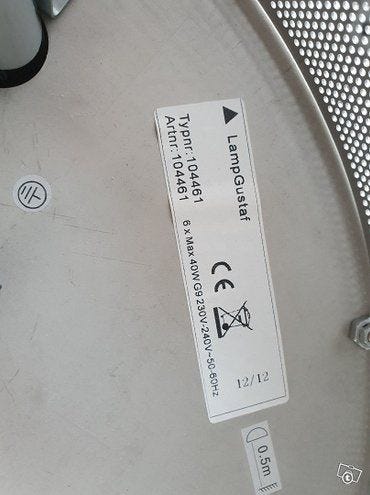 LampGustaf
Typnr: 104461
Artnr: 104461
6 x Max 40W G9 230V-240V~50-60Hz
CE
12/12
0.5m